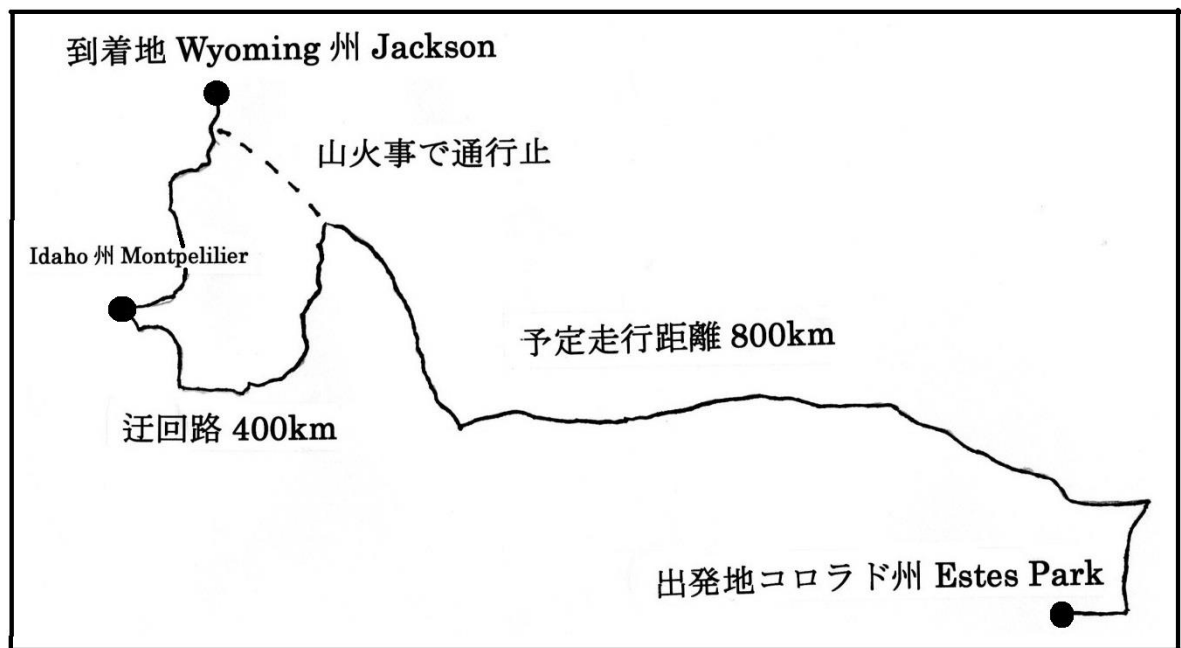 到着地 Wyoming 州 Jackson
山火事で通行止
Idaho 州 Montpelilier
予定走行距離 800km
迂回路 400km
出発地コロラド州 Estes Park